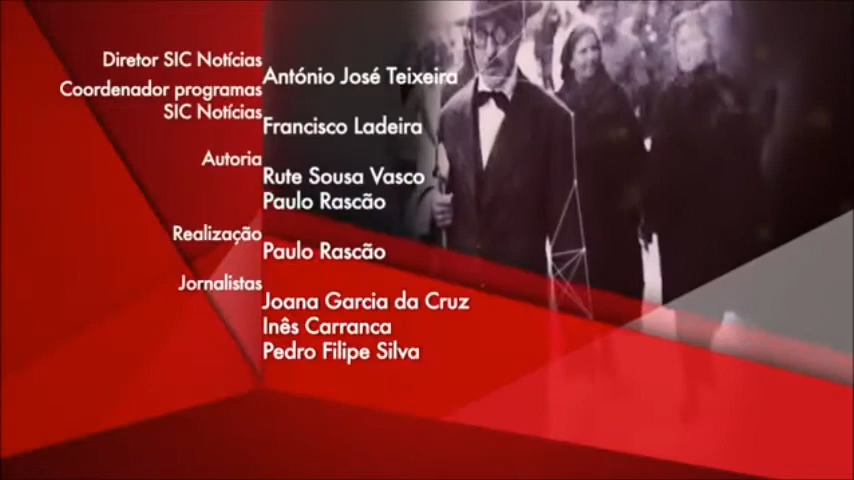 Diretor SIC Notícias
António José Teixeira
Coordenador programas
SIC Notícias
Francisco Ladeira
Autoria
Rute Sousa Vasco
Paulo Rascão
Realização
Paulo Rascão
Jornalistas
Joana Garcia da Cruz
Inês Carranca
Pedro Filipe Silva